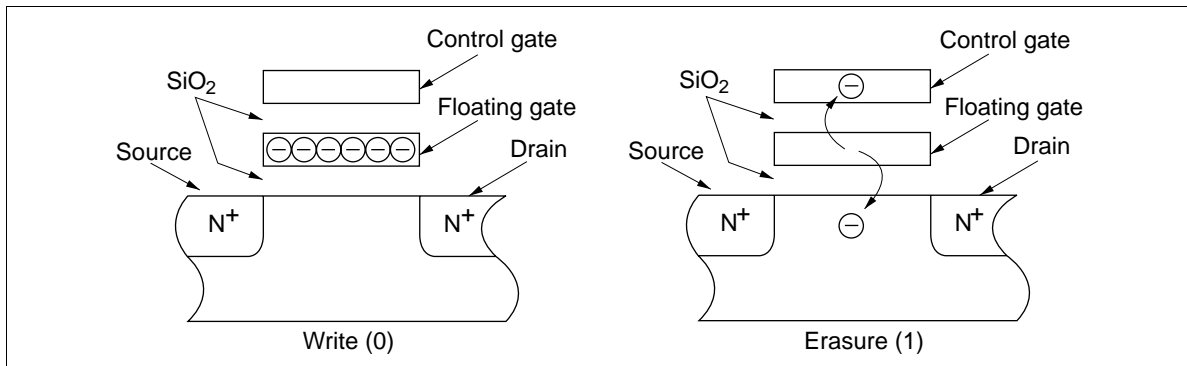 Control gate
SiO2
Floating gate
Source
Drain
N+
N+
Write (0)
Control gate
SiO2
Floating gate
Source
Drain
N+
N+
Erasure (1)